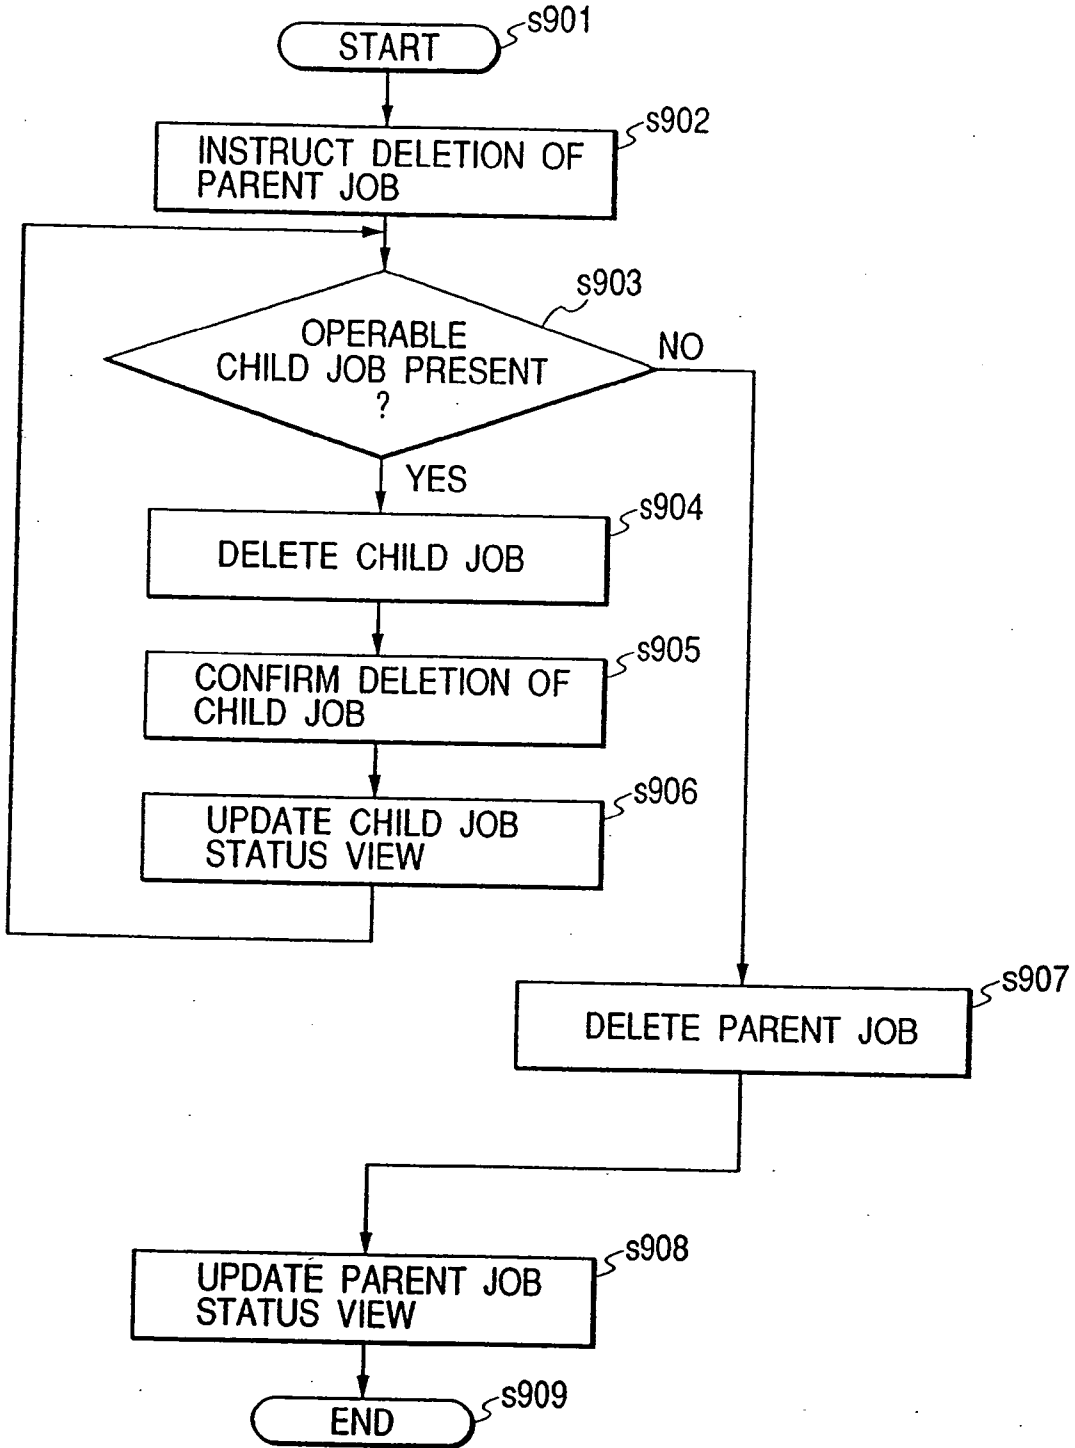 START
s901
INSTRUCT DELETION OF
PARENT JOB
s902
OPERABLE
CHILD JOB PRESENT
?
s903
NO
YES
DELETE CHILD JOB
s904
CONFIRM DELETION OF
CHILD JOB
s905
UPDATE CHILD JOB
STATUS VIEW
s906
DELETE PARENT JOB
s907
UPDATE PARENT JOB
STATUS VIEW
s908
END
s909